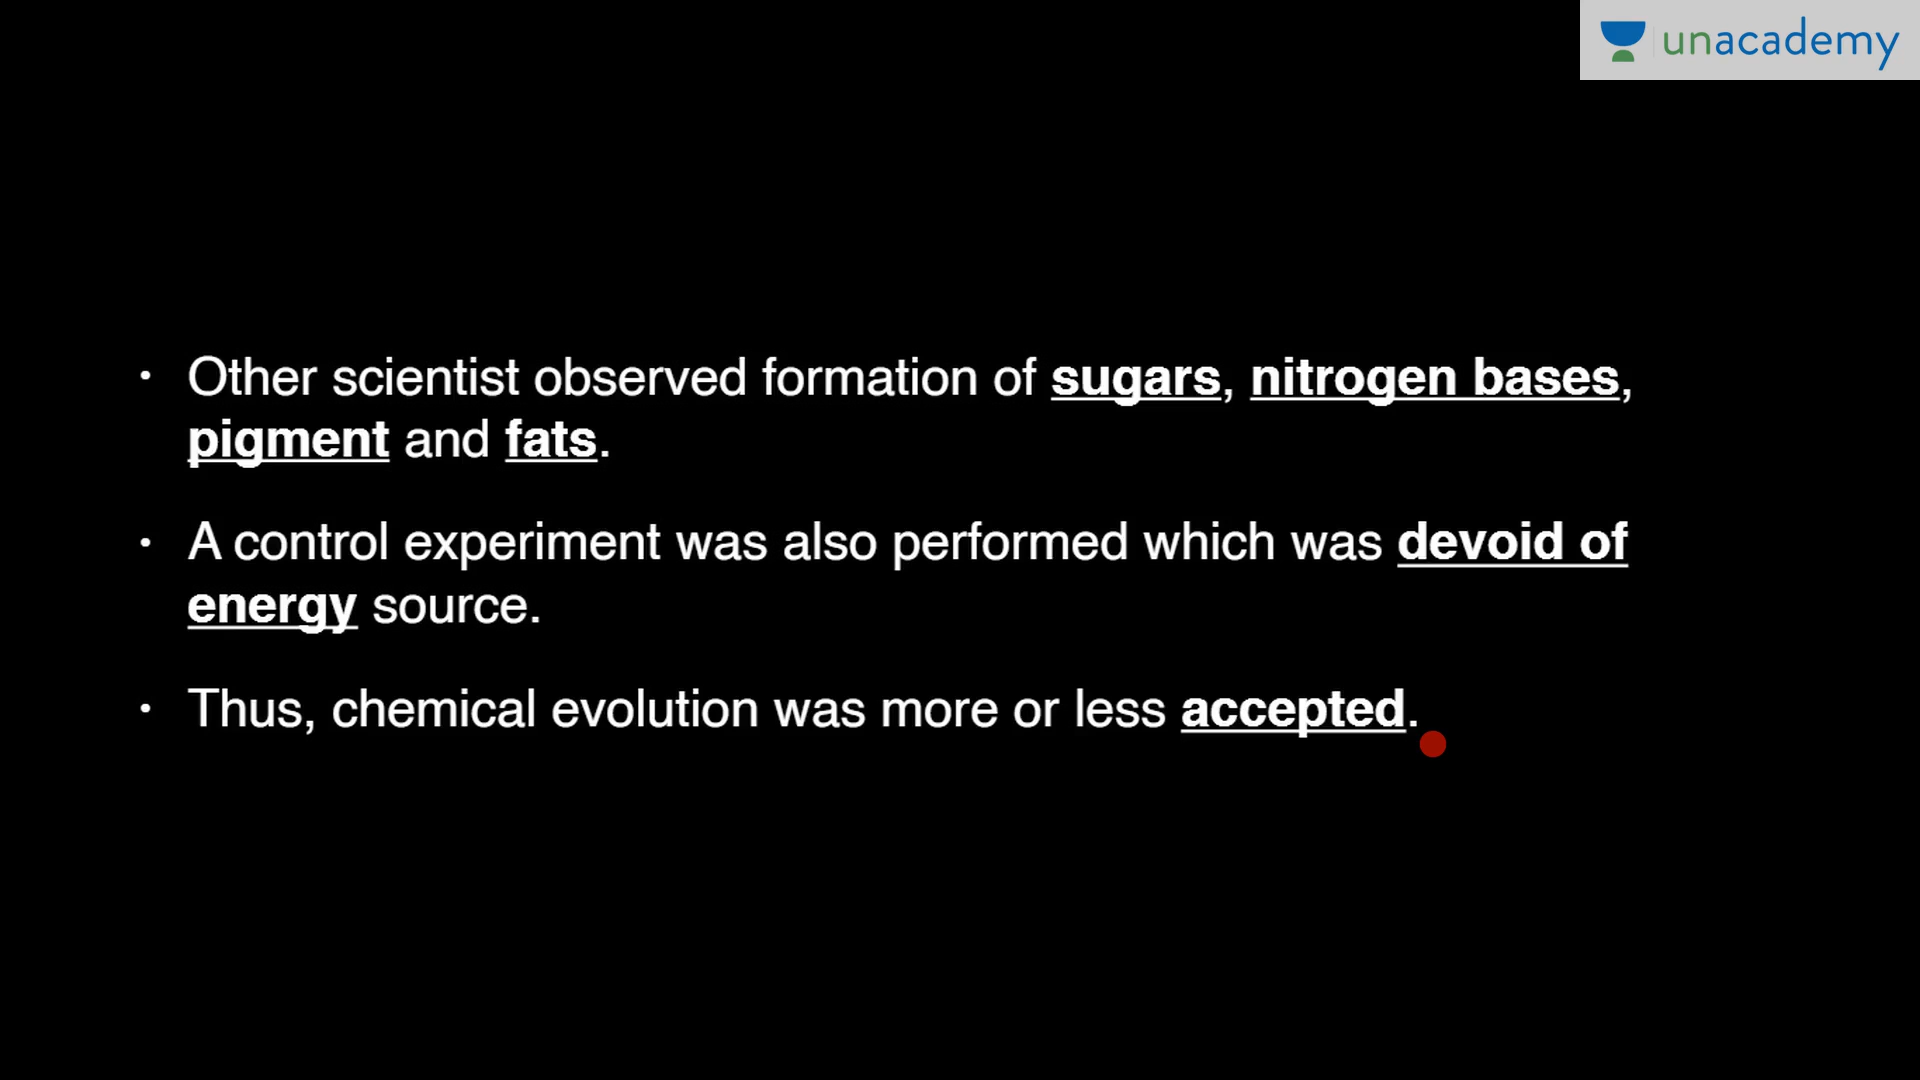 unacademy
• Other scientist observed formation of sugars, nitrogen bases,
pigment and fats.
• A control experiment was also performed which was devoid of
energy source.
• Thus, chemical evolution was more or less accepted.